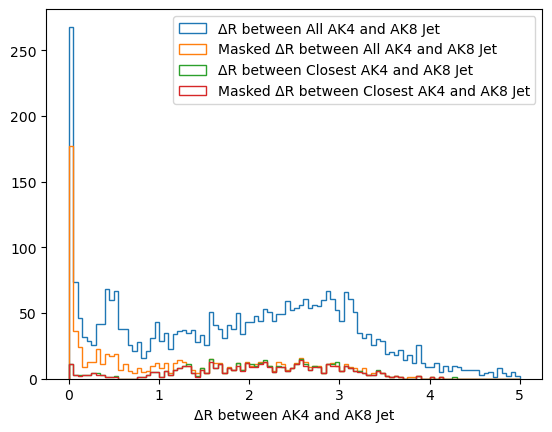 ΔR between All AK4 and AK8 Jet
Masked ΔR between All AK4 and AK8 Jet
ΔR between Closest AK4 and AK8 Jet
Masked ΔR between Closest AK4 and AK8 Jet
250
200
150
100
50
0
0 1 2 3 4 5
ΔR between AK4 and AK8 Jet